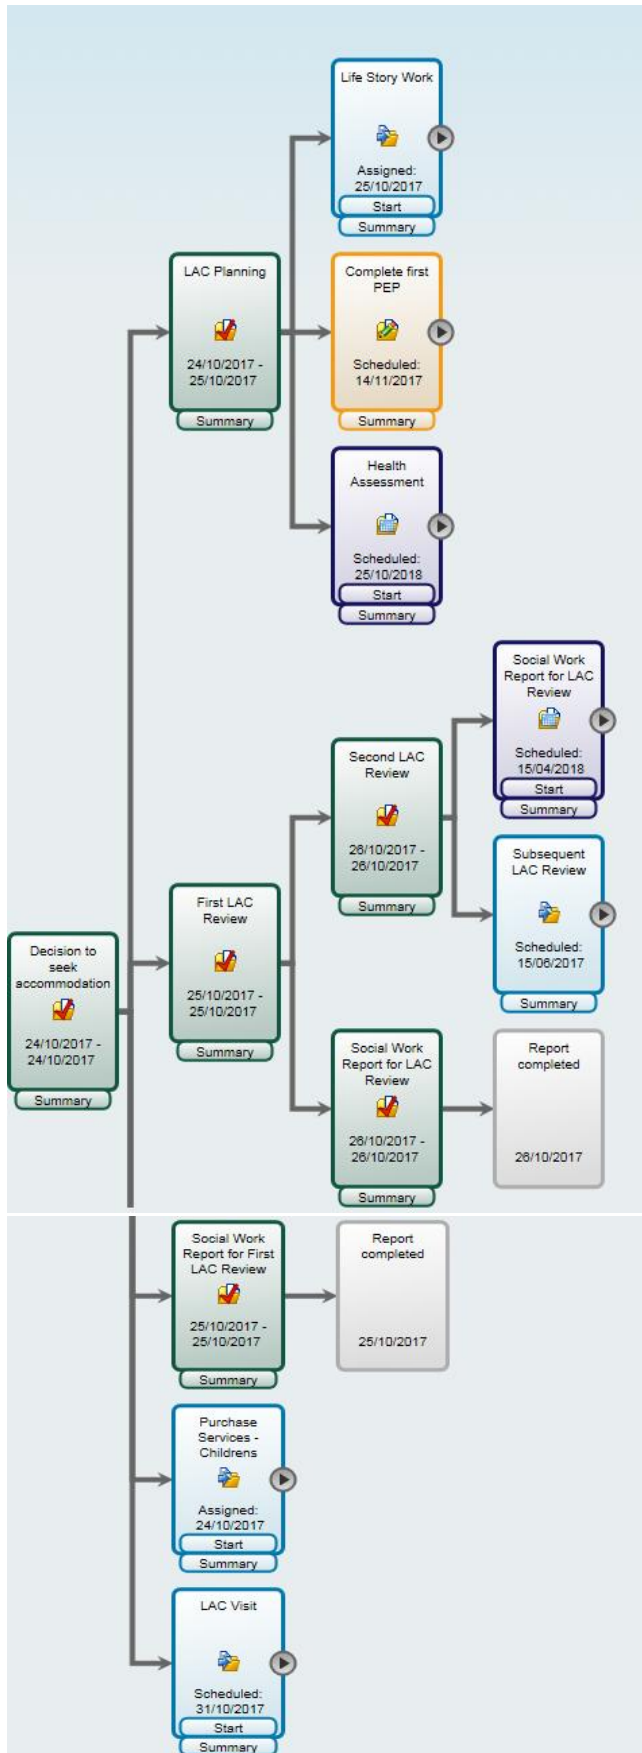 Life Story Work
Assigned:
25/10/2017
Start
Summary
LAC Planning
24/10/2017 -
25/10/2017
Summary
Complete first
PEP
Scheduled:
14/11/2017
Summary
Health
Assessment
Scheduled:
25/10/2018
Start
Summary
Social Work
Report for LAC
Review
Scheduled:
15/04/2018
Start
Summary
Second LAC
Review
26/10/2017 -
26/10/2017
Summary
Subsequent
LAC Review
Scheduled:
15/06/2017
Summary
First LAC
Review
25/10/2017 -
25/10/2017
Summary
Decision to
seek
accommodation
24/10/2017 -
24/10/2017
Summary
Social Work
Report for LAC
Review
26/10/2017 -
26/10/2017
Summary
Report
completed
26/10/2017
Social Work
Report for First
LAC Review
25/10/2017 -
25/10/2017
Summary
Report
completed
25/10/2017
Purchase
Services -
Childrens
Assigned:
24/10/2017
Start
Summary
LAC Visit
Scheduled:
31/10/2017
Start
Summary